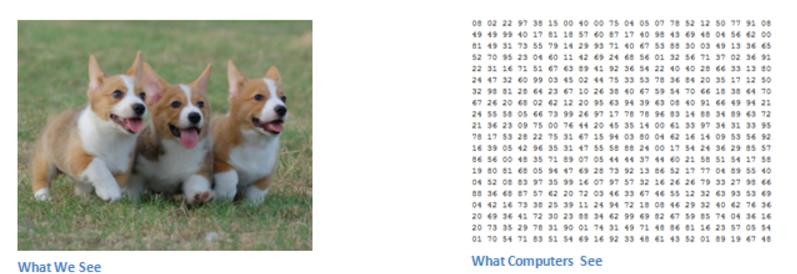 08 02 22 97 38 15 00 40 00 75 04 05 07 78 52 12 50 77 91 08
49 49 99 40 17 81 18 57 60 87 17 40 98 43 69 48 04 56 62 00
81 49 31 73 55 79 14 29 93 71 40 67 53 88 30 03 49 13 36 65
52 70 95 23 04 60 11 42 69 24 68 56 01 32 56 71 37 02 36 91
22 31 16 71 51 67 63 89 41 92 36 54 22 40 40 28 66 33 13 80
24 47 32 60 99 03 45 02 44 75 33 53 78 36 84 20 35 17 12 50
32 98 81 28 64 23 67 10 26 38 40 67 59 54 70 66 18 38 64 70
67 26 20 68 02 62 12 20 95 63 94 39 63 08 40 91 66 49 94 21
24 55 58 05 66 73 99 26 97 17 78 78 96 83 14 88 34 89 63 72
21 36 23 09 75 00 76 44 20 45 35 14 00 61 33 97 34 31 33 95
78 17 53 28 22 75 31 67 15 94 03 80 04 62 16 14 09 53 56 92
16 39 05 42 96 35 31 47 55 58 88 24 00 17 54 24 36 29 85 57
86 56 00 48 35 71 89 07 05 44 44 37 44 60 21 58 51 54 17 58
19 80 81 68 05 94 47 69 28 73 92 13 86 52 17 77 04 89 55 40
04 52 08 83 97 35 99 16 07 97 57 32 16 26 26 79 33 27 98 66
88 36 68 87 57 62 20 72 03 46 33 67 46 55 12 32 63 93 53 69
04 42 16 73 38 25 39 11 24 94 72 18 08 46 29 32 40 62 76 36
20 69 36 41 72 30 23 88 34 62 99 69 82 67 59 85 74 04 36 16
20 73 35 29 78 31 90 01 74 31 49 71 48 86 81 16 23 57 05 54
01 70 54 71 83 51 54 69 16 92 33 48 61 43 52 01 89 19 67 48
What We See
What Computers See